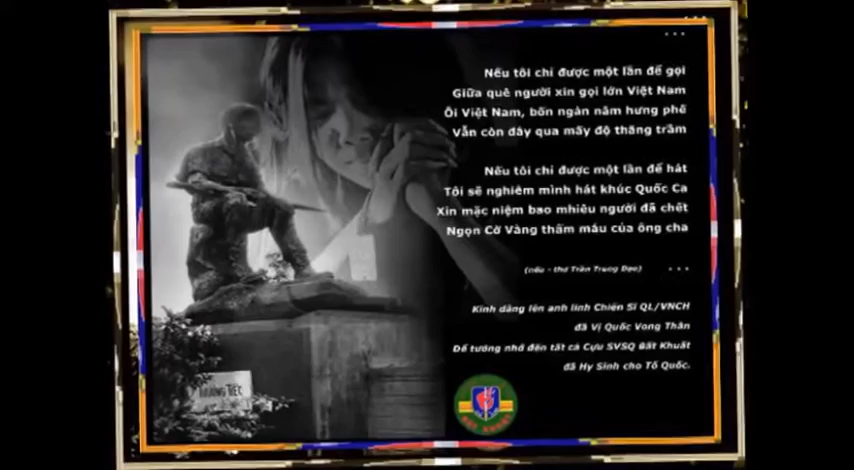 ...
Nếu tôi chỉ được một lần để gọi
Giữa quê người xin gọi lớn Việt Nam
Ôi Việt Nam, bốn ngàn năm hưng phế
Vẫn còn đây qua mấy độ thăng trầm
Nếu tôi chỉ được một lần để hát
Tôi sẽ nghiêm mình hát khúc Quốc Ca
Xin mặc niệm bao nhiêu người đã chết
Ngọn Cờ Vàng thấm máu của ông cha
(nếu - thơ Trần Trung Đạo) ...
Kính dâng lên anh linh Chiến Sĩ QL/VNCH
đã Vị Quốc Vong Thân
Để tưởng nhớ đến tất cả Cựu SVSQ Bất Khuất
đã Hy Sinh cho Tổ Quốc.
THƯƠNG TIẾC
BẤT KHUẤT